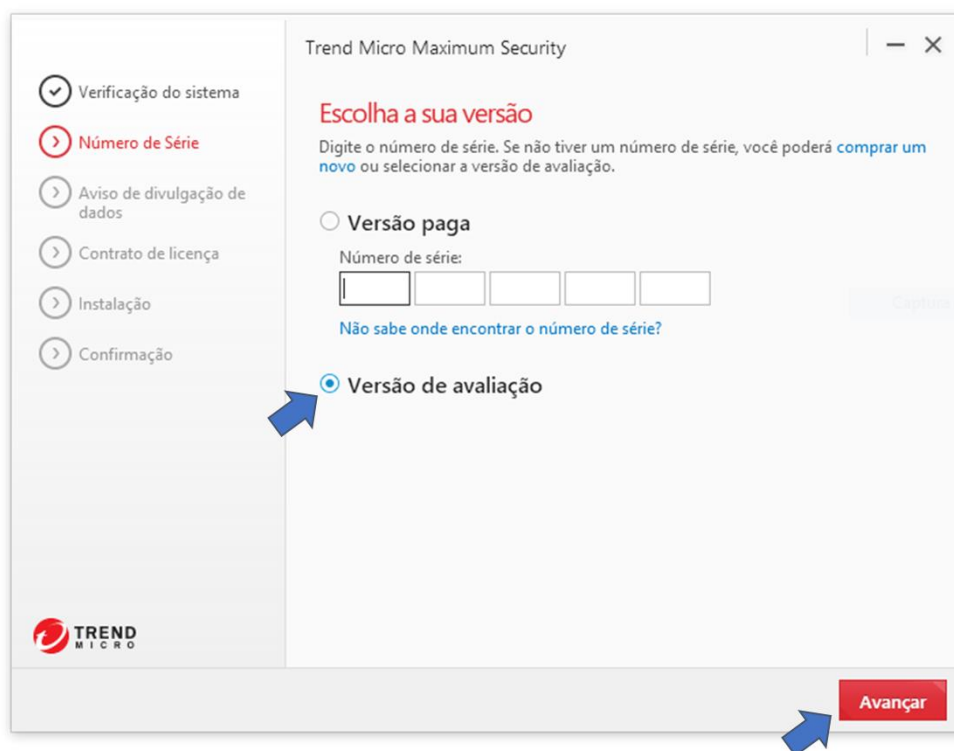 Trend Micro Maximum Security
Verificação do sistema
Número de Série
Aviso de divulgação de
dados
Contrato de licença
Instalação
Confirmação
Escolha a sua versão
Digite o número de série. Se não tiver um número de série, você poderá comprar um
novo ou selecionar a versão de avaliação.
Versão paga
Número de série:
Não sabe onde encontrar o número de série?
Versão de avaliação
TREND
MICRO
Avançar